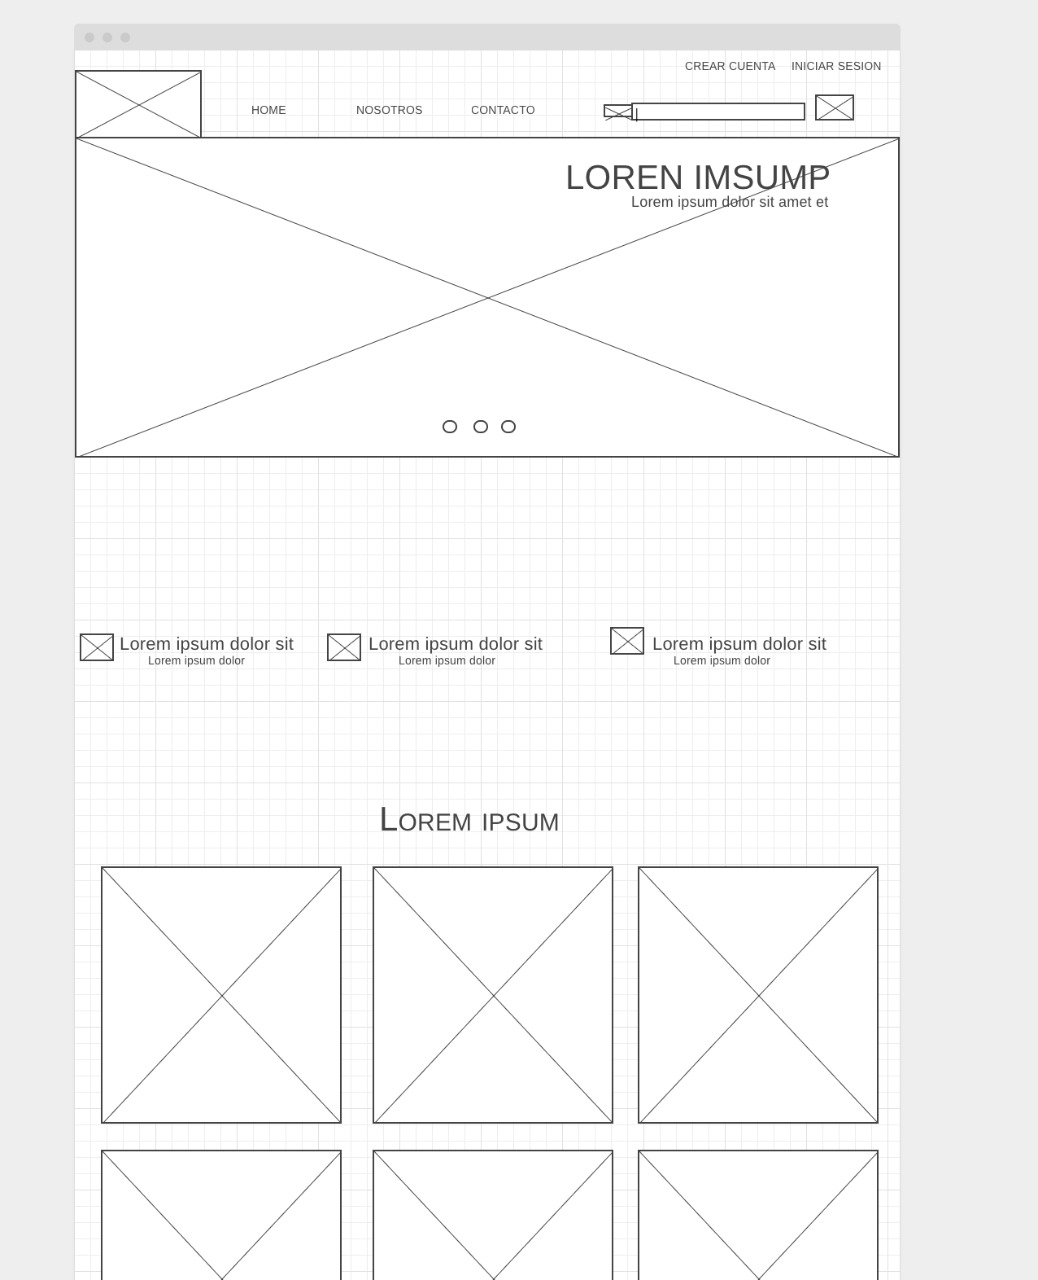 CREAR CUENTA INICIAR SESION
HOME NOSOTROS CONTACTO
LOREN IMSUMP
Lorem ipsum dolor sit amet et
Lorem ipsum dolor sit
Lorem ipsum dolor
Lorem ipsum dolor sit
Lorem ipsum dolor
Lorem ipsum dolor sit
Lorem ipsum dolor
Lorem ipsum